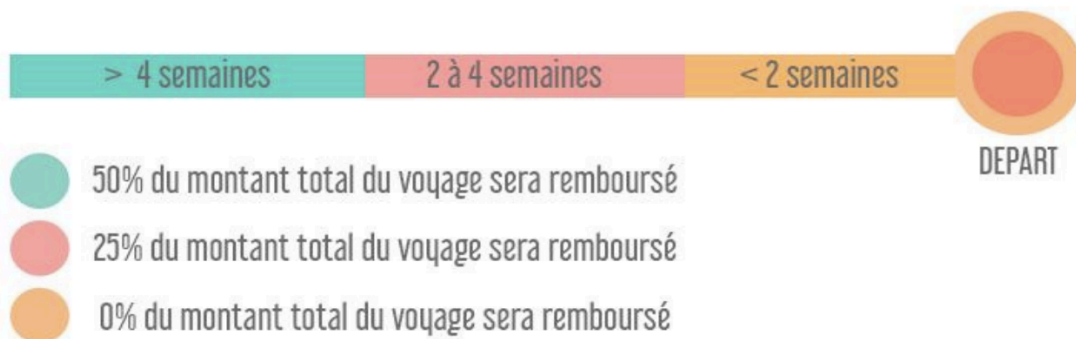 > 4 semaines
2 à 4 semaines
< 2 semaines
DEPART
50% du montant total du voyage sera remboursé
25% du montant total du voyage sera remboursé
0% du montant total du voyage sera remboursé